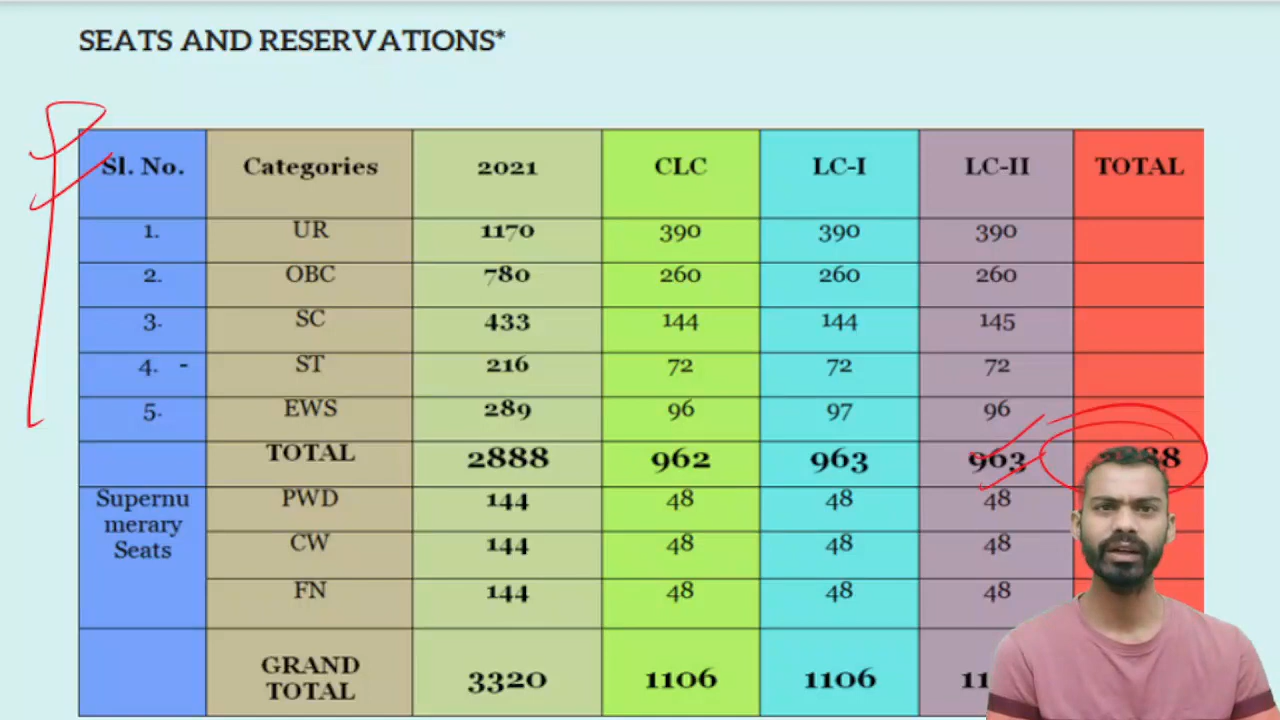 SEATS AND RESERVATIONS*
Sl. No. Categories 2021 CLC LC-I LC-II TOTAL
1. UR 1170 390 390 390
2. OBC 780 260 260 260
3. SC 433 144 144 145
4. - ST 216 72 72 72
5. EWS 289 96 97 96
TOTAL 2888 962 963 963
Supernu
merary
Seats
PWD 144 48 48 48
CW 144 48 48 48
FN 144 48 48 48
GRAND
TOTAL
3320 1106 1106